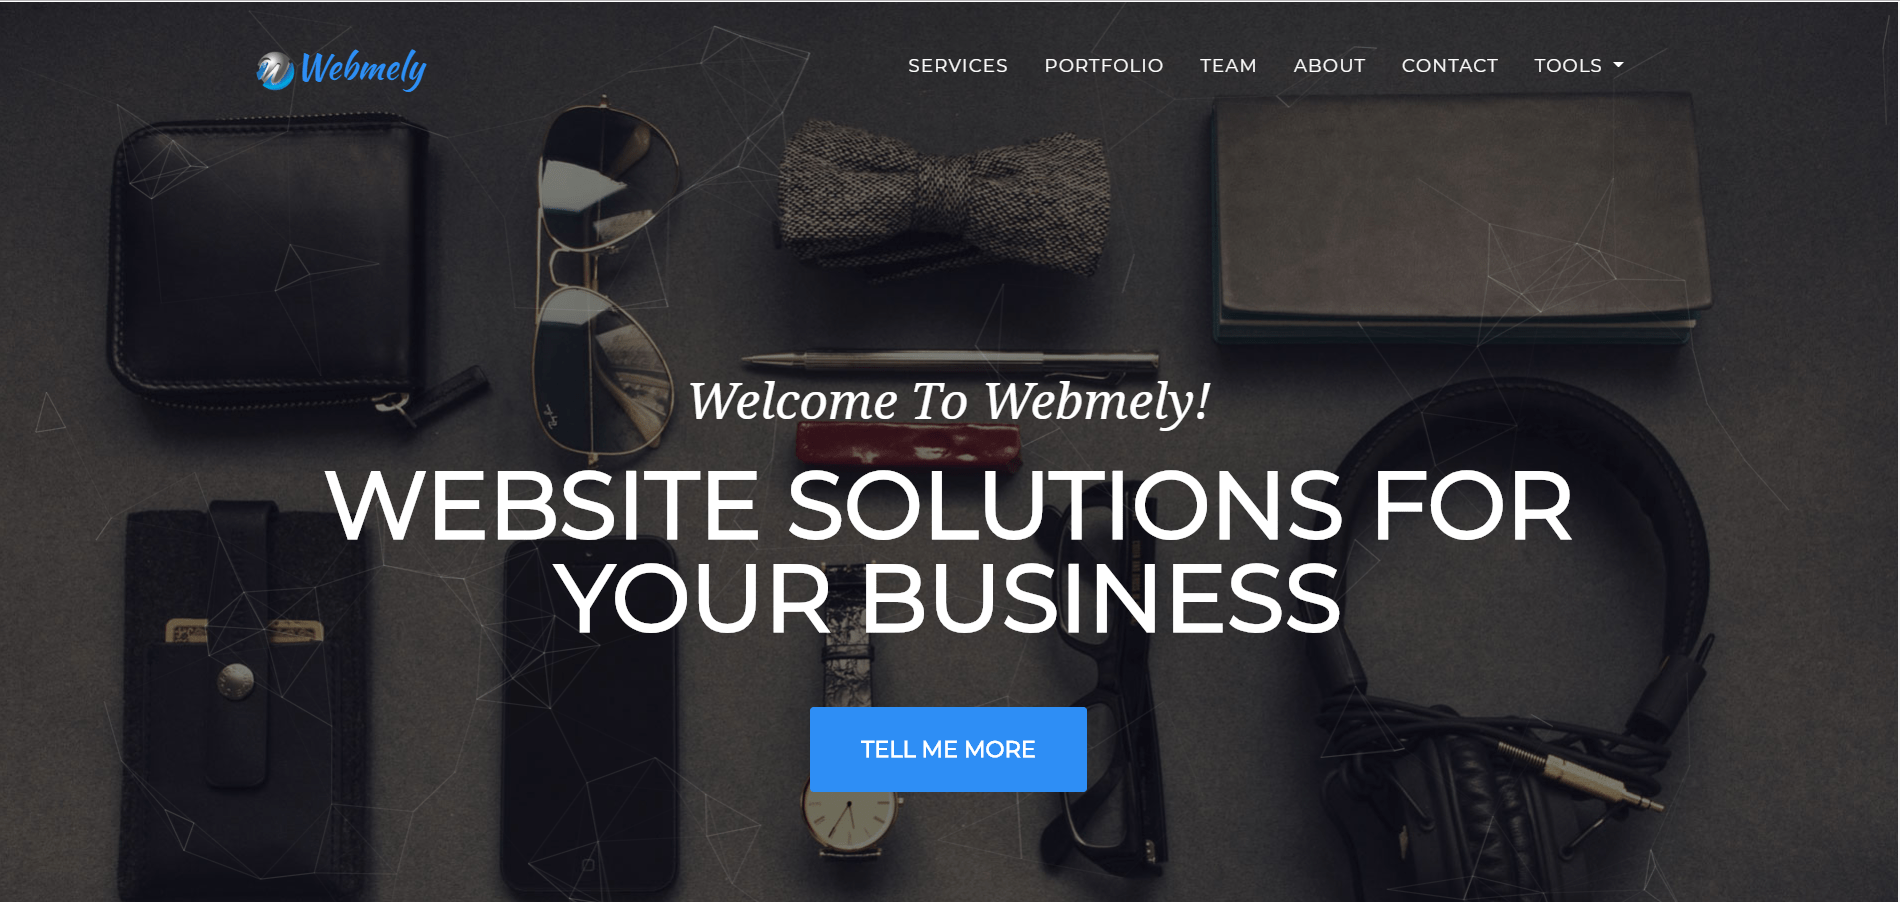 Webmely
SERVICES PORTFOLIO TEAM ABOUT CONTACT TOOLS
Welcome To Webmely!
WEBSITE SOLUTIONS FOR
YOUR BUSINESS
TELL ME MORE